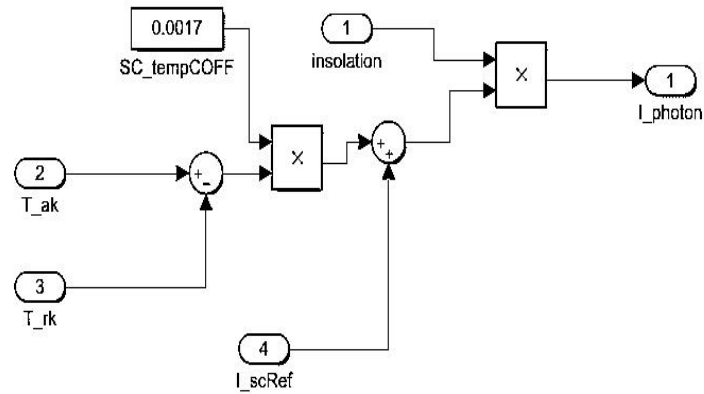 0.0017
SC_tempCOFF
1
insolation
X
1
I_photon
X
+
+
2
T_ak
+
-
3
T_rk
4
I_scRef